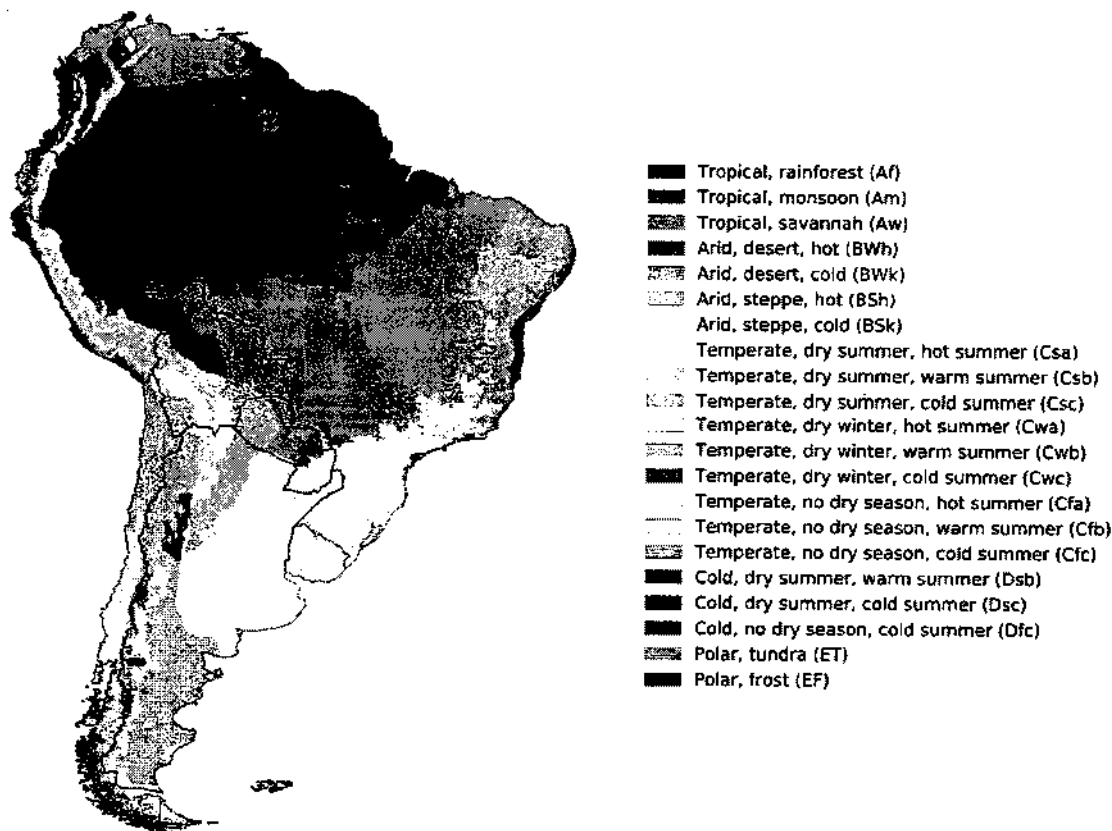 Tropical, rainforest (Af)
Tropical, monsoon (Am)
Tropical, savannah (Aw)
Arid, desert, hot (BWh)
Arid, desert, cold (BWk)
Arid, steppe, hot (BSh)
Arid, steppe, cold (BSk)
Temperate, dry summer, hot summer (Csa)
Temperate, dry summer, warm summer (Csb)
Temperate, dry summer, cold summer (Csc)
Temperate, dry winter, hot summer (Cwa)
Temperate, dry winter, warm summer (Cwb)
Temperate, dry winter, cold summer (Cwc)
Temperate, no dry season, hot summer (Cfa)
Temperate, no dry season, warm summer (Cfb)
Temperate, no dry season, cold summer (Cfc)
Cold, dry summer, warm summer (Dsb)
Cold, dry summer, cold summer (Dsc)
Cold, no dry season, cold summer (Dfc)
Polar, tundra (ET)
Polar, frost (EF)